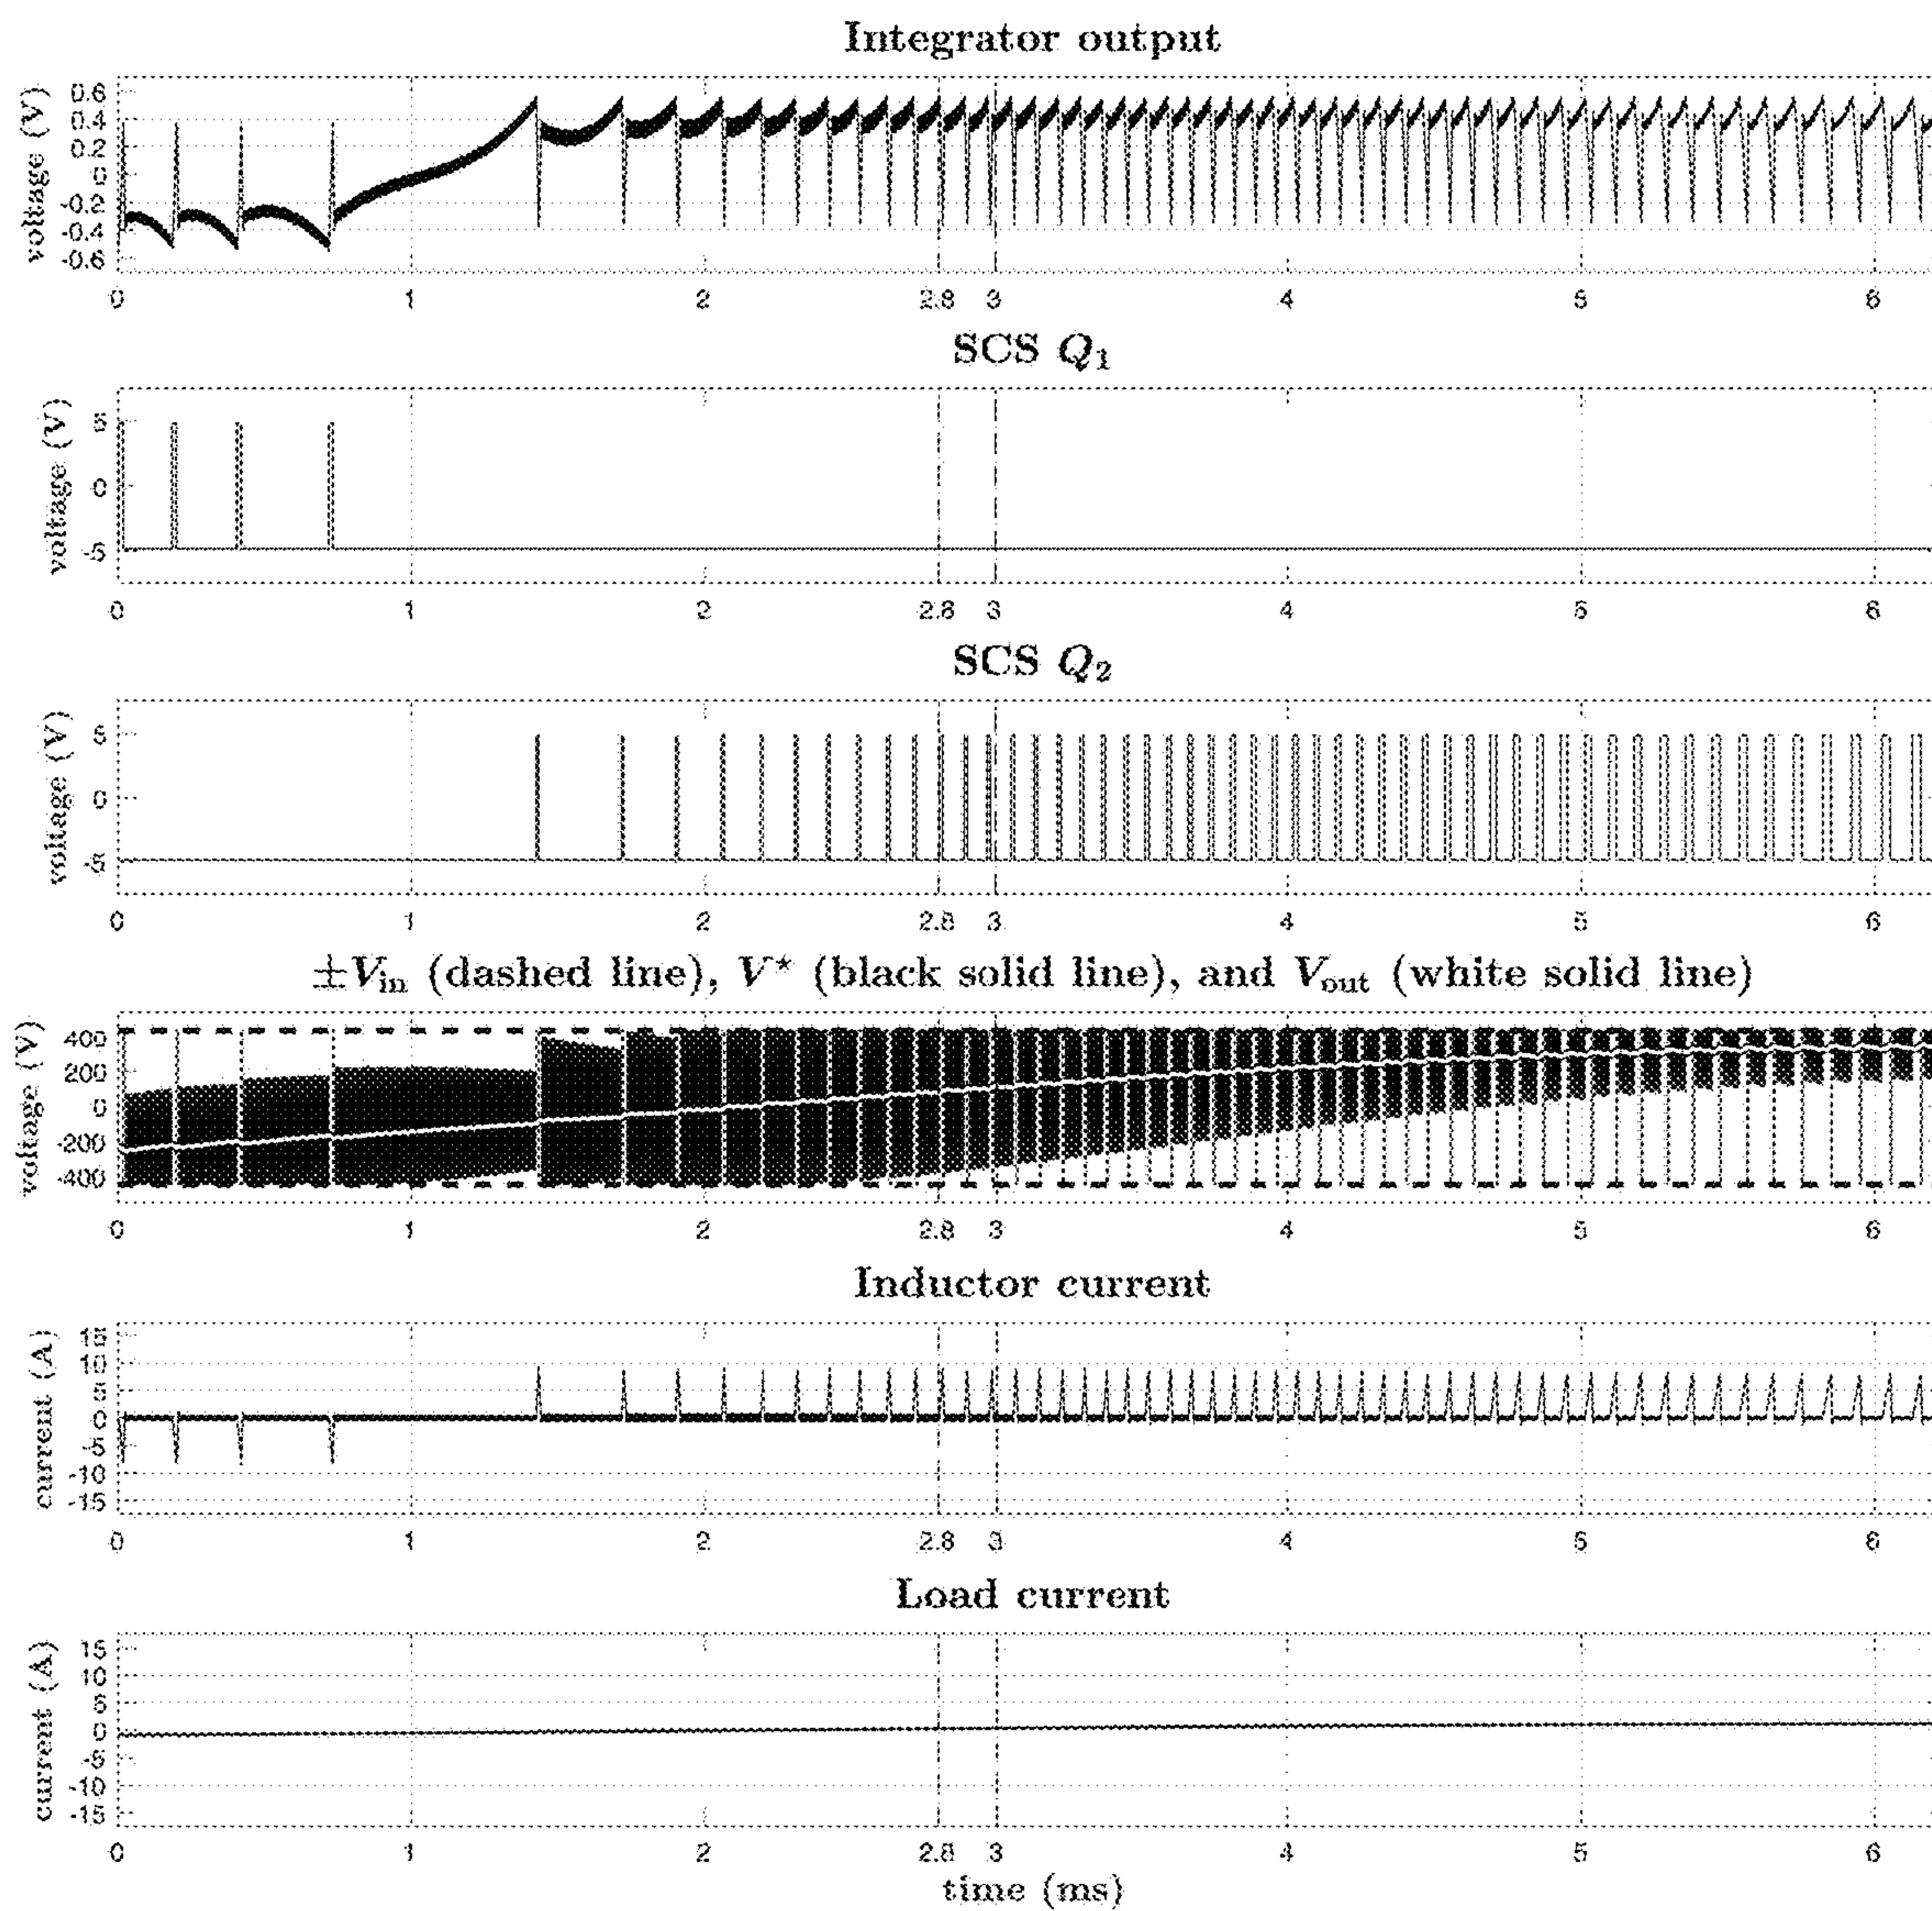 Integrator output
voltage (V)
0.6
0.4
0.2
0
-0.2
-0.4
-0.6
0 1 2 2.8 3 4 5 6
SCS Q1
voltage (V)
5
0
-5
0 1 2 2.8 3 4 5 6
SCS Q2
voltage (V)
5
0
-5
0 1 2 2.8 3 4 5 6
±Vin (dashed line), V* (black solid line), and Vout (white solid line)
voltage (V)
400
200
0
-200
-400
0 1 2 2.8 3 4 5 6
Inductor current
current (A)
15
10
5
0
-5
-10
-15
0 1 2 2.8 3 4 5 6
Load current
current (A)
15
10
5
0
-5
-10
-15
0 1 2 2.8 3 4 5 6
time (ms)